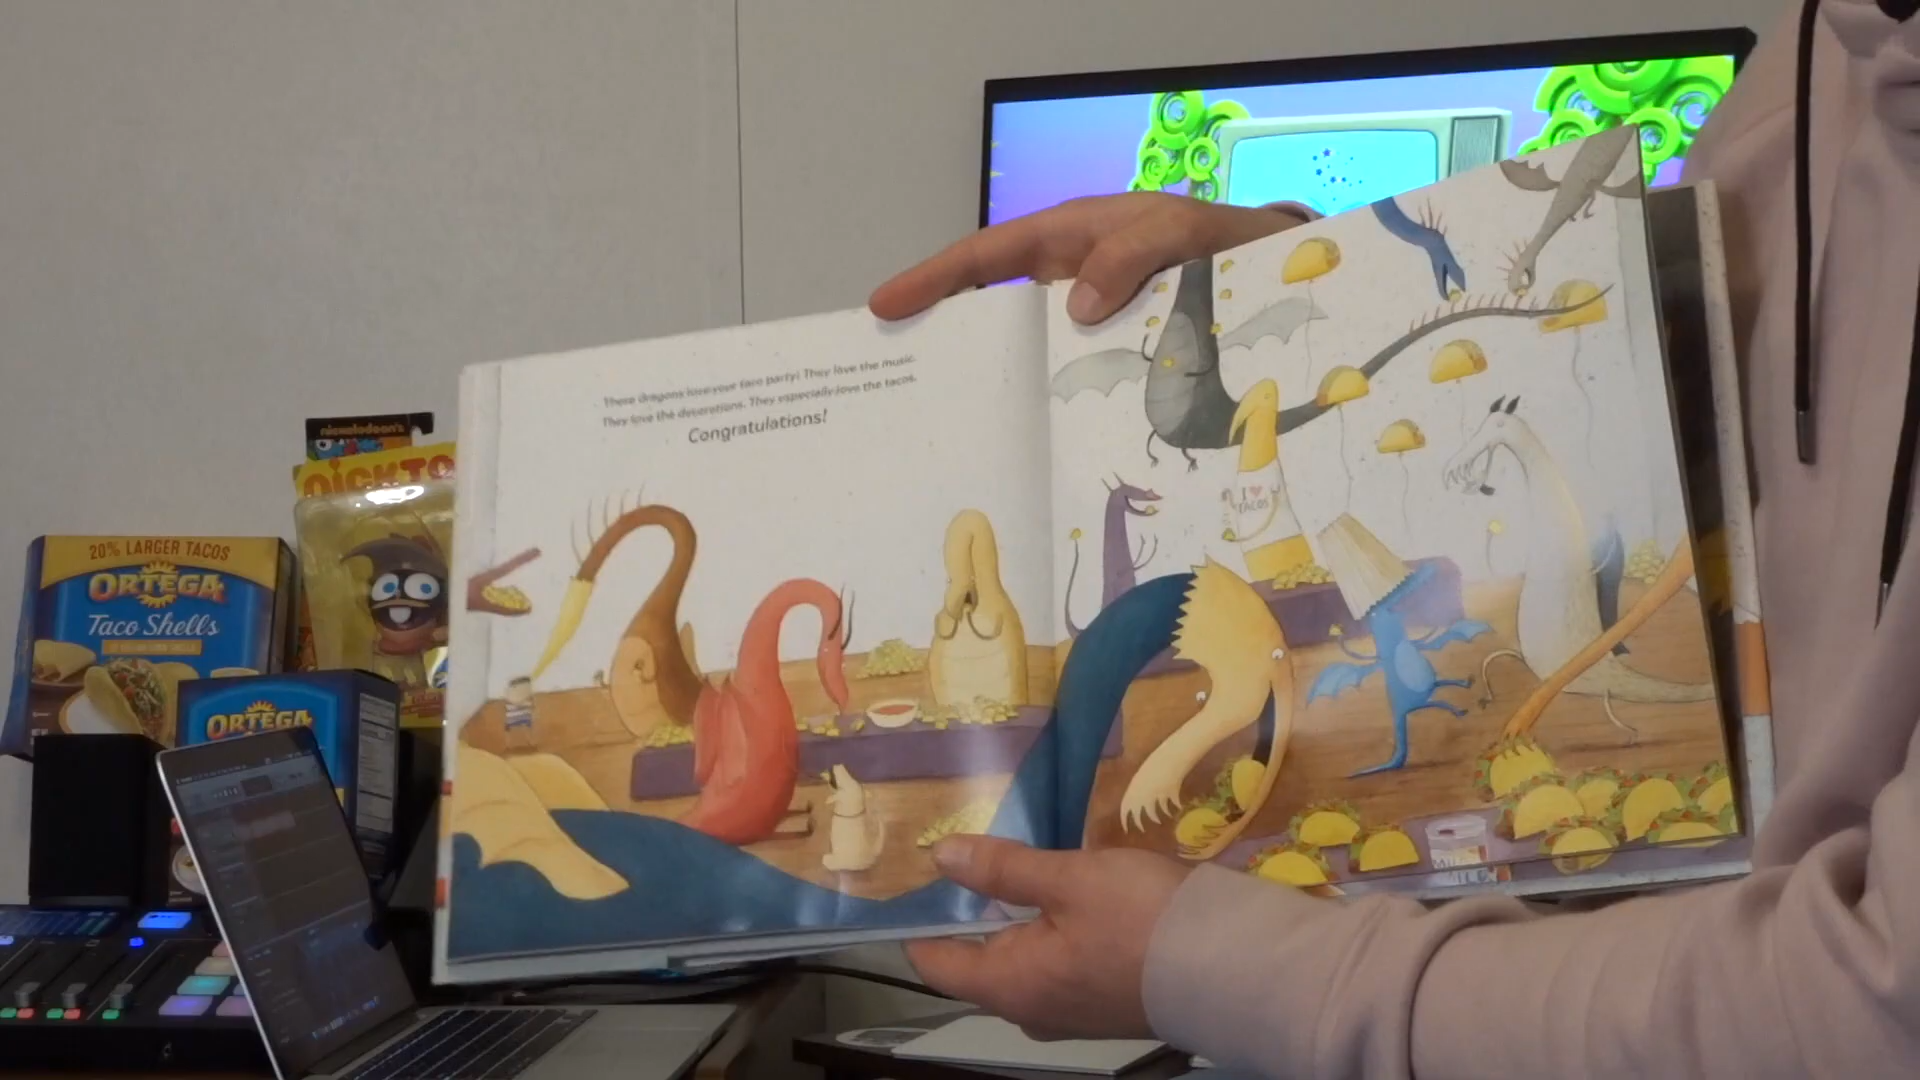 These dragons love your taco party! They love the music.
They love the decorations. They especially love the tacos.
Congratulations!
I ♥
TACOS
nickelodeon's
NICKTO
20% LARGER TACOS
ORTEGA
Taco Shells
ORTEGA